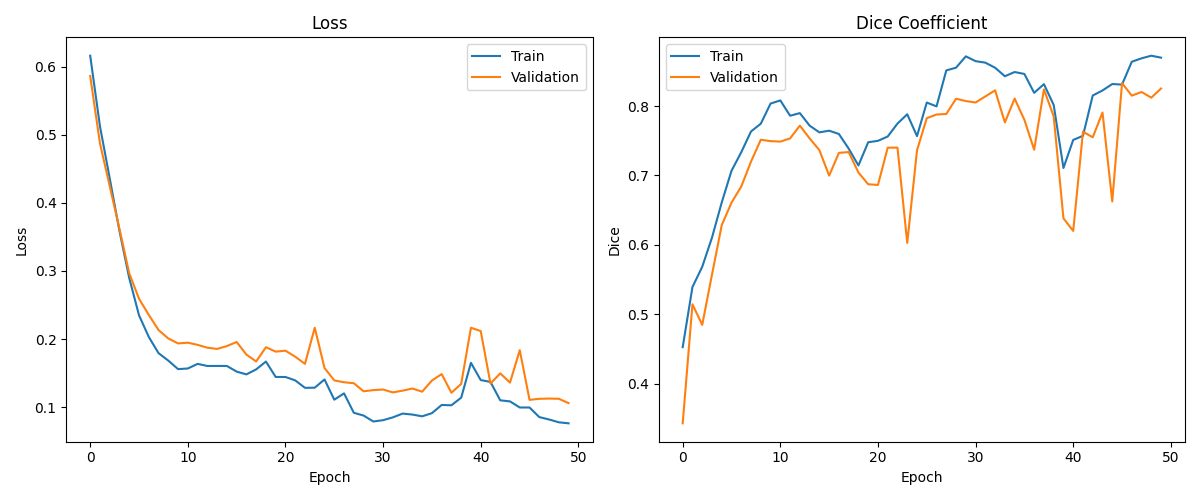 Loss
Train
Validation
0.6
0.5
0.4
0.3
0.2
0.1
Loss
0 10 20 30 40 50
Epoch
Dice Coefficient
Train
Validation
0.8
0.7
0.6
0.5
0.4
Dice
0 10 20 30 40 50
Epoch